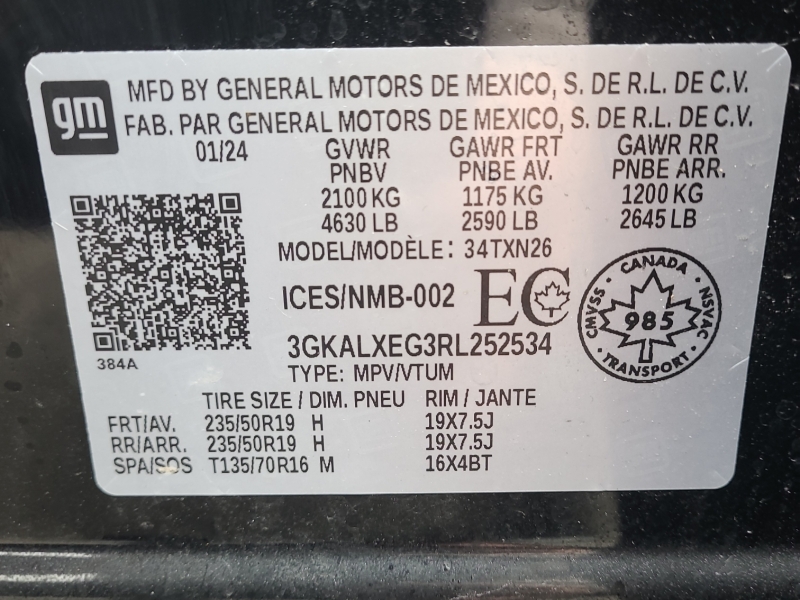 gm
MFD BY GENERAL MOTORS DE MEXICO, S. DE R.L. DE C.V.
FAB. PAR GENERAL MOTORS DE MEXICO, S. DE R.L. DE C.V.
01/24 GVWR GAWR FRT GAWR RR
PNBV PNBE AV. PNBE ARR.
2100 KG 1175 KG 1200 KG
4630 LB 2590 LB 2645 LB
MODEL/MODÈLE: 34TXN26
ICES/NMB-002 EC
CANADA
CMVSS 985 NSVAC
TRANSPORT
3GKALXEG3RL252534
384A
TYPE: MPV/VTUM
TIRE SIZE / DIM. PNEU RIM / JANTE
FRT/AV. 235/50R19 H 19X7.5J
RR/ARR. 235/50R19 H 19X7.5J
SPA/SOS T135/70R16 M 16X4BT